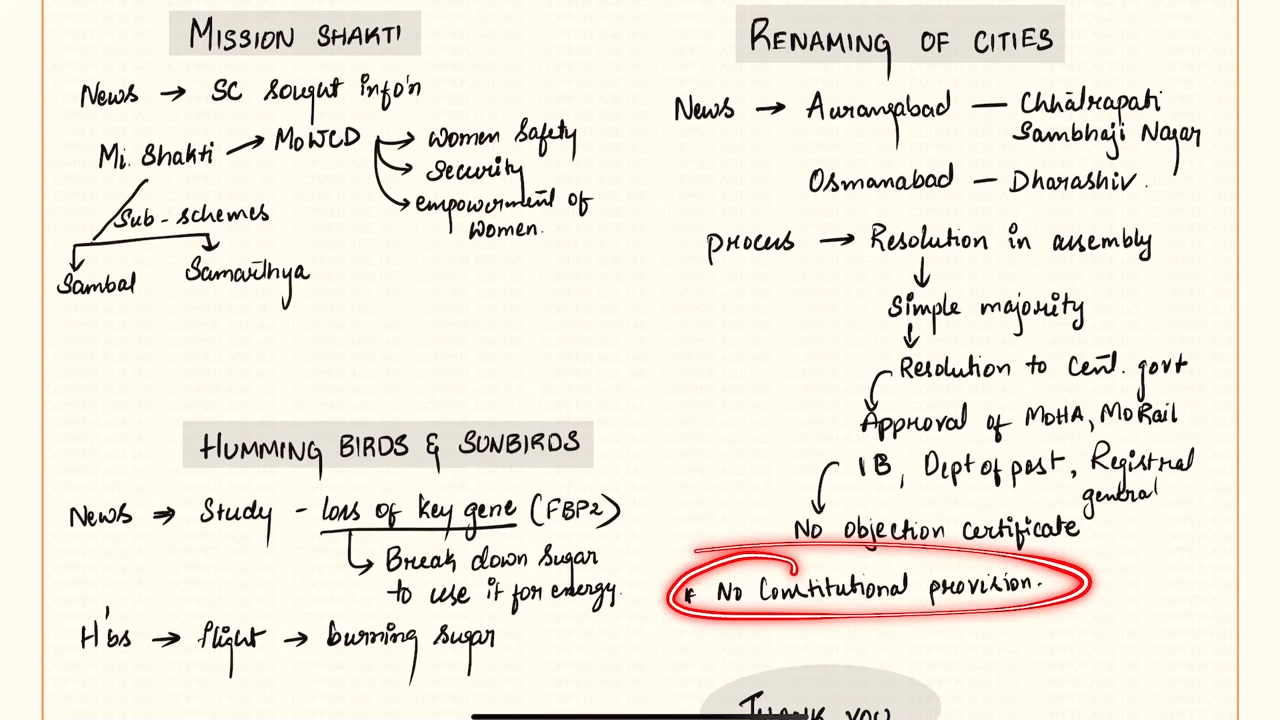 MISSION SHAKTI
News → SC sought info'n
Mi. Shakti → MoWCD → Women Safety
→ Security
→ empowerment of
women.
Sub-schemes
Sambal
Samarthya
HUMMING BIRDS & SUNBIRDS
News ⇒ Study - loss of key gene (FBP2)
↳ Break down sugar
to use it for energy.
H'bs → flight → burning sugar
RENAMING OF CITIES
News → Aurangabad — Chhatrapati
Sambhaji Nagar
Osmanabad — Dharashiv.
process → Resolution in assembly
↓
Simple majority
↓
Resolution to Cent. govt
Approval of MoHA, MoRail
IB, Dept of post, Registral
general
No objection certificate
* No Constitutional provision.
THANK YOU